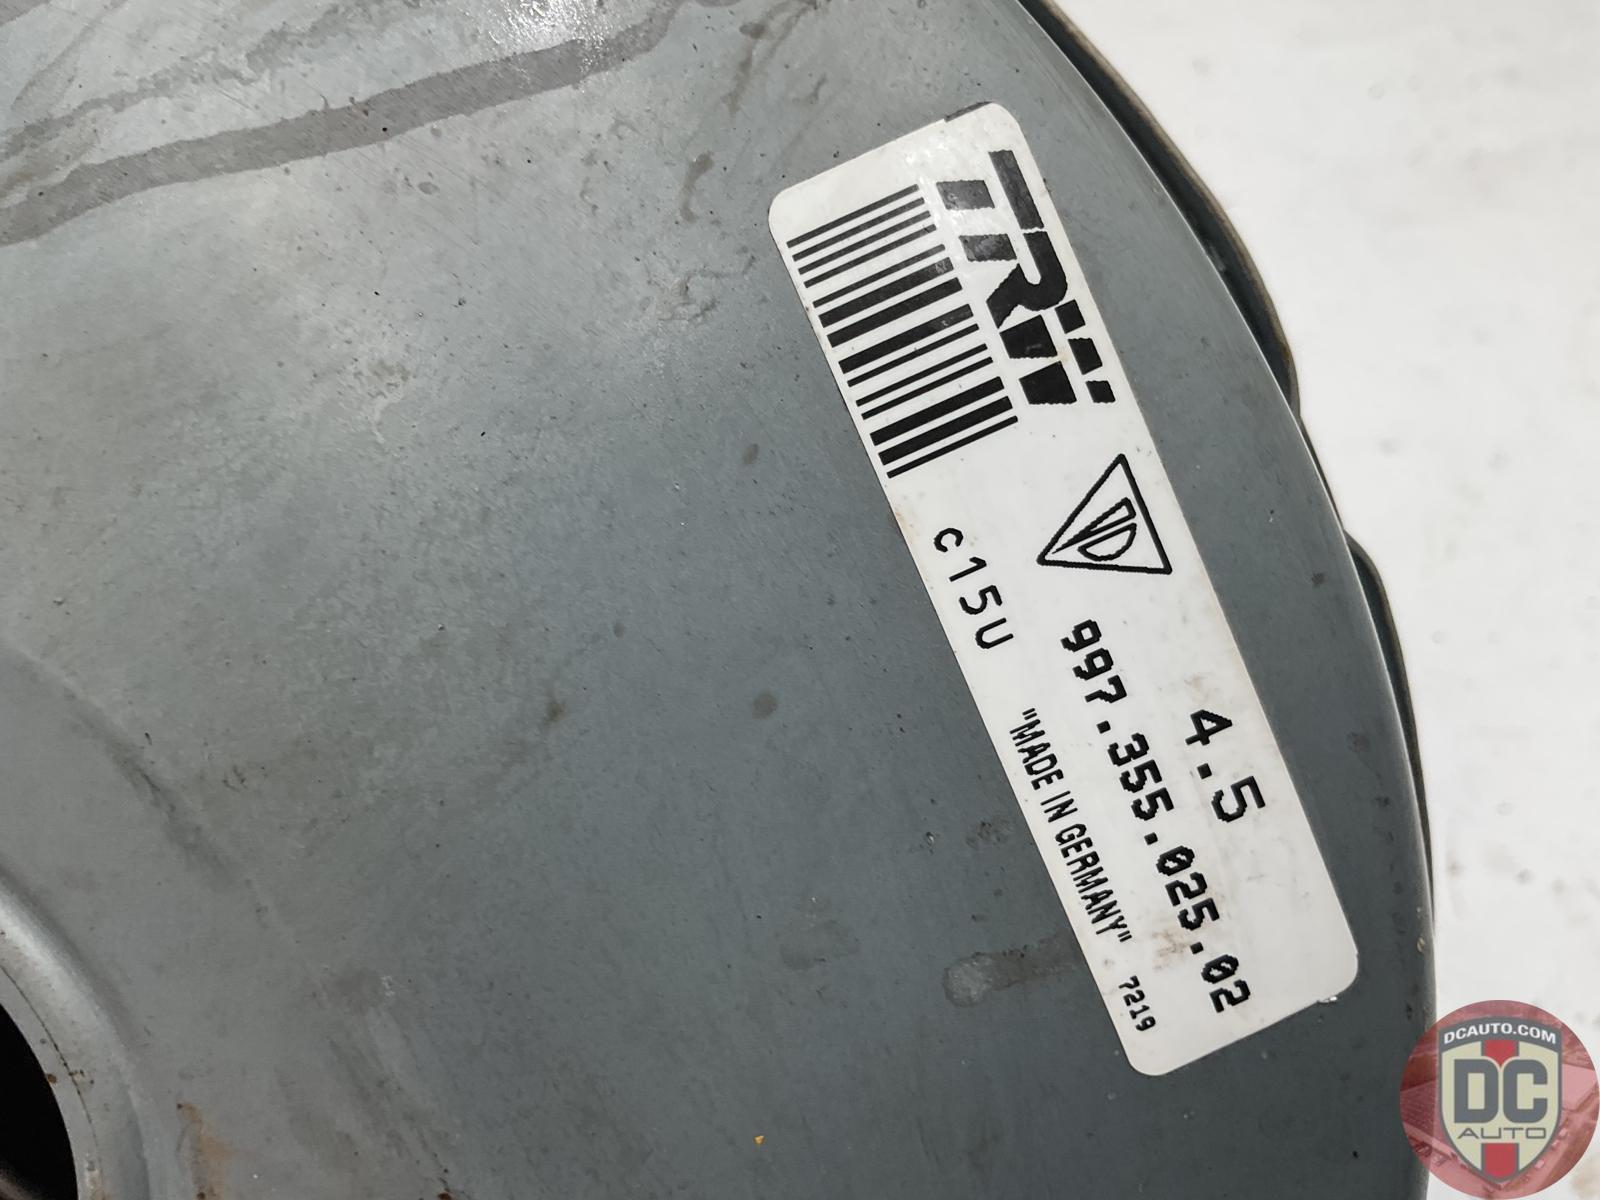 TRW
4.5
997.355.025.02
c15U
"MADE IN GERMANY" 7219
DCAUTO.COM
DC
AUTO